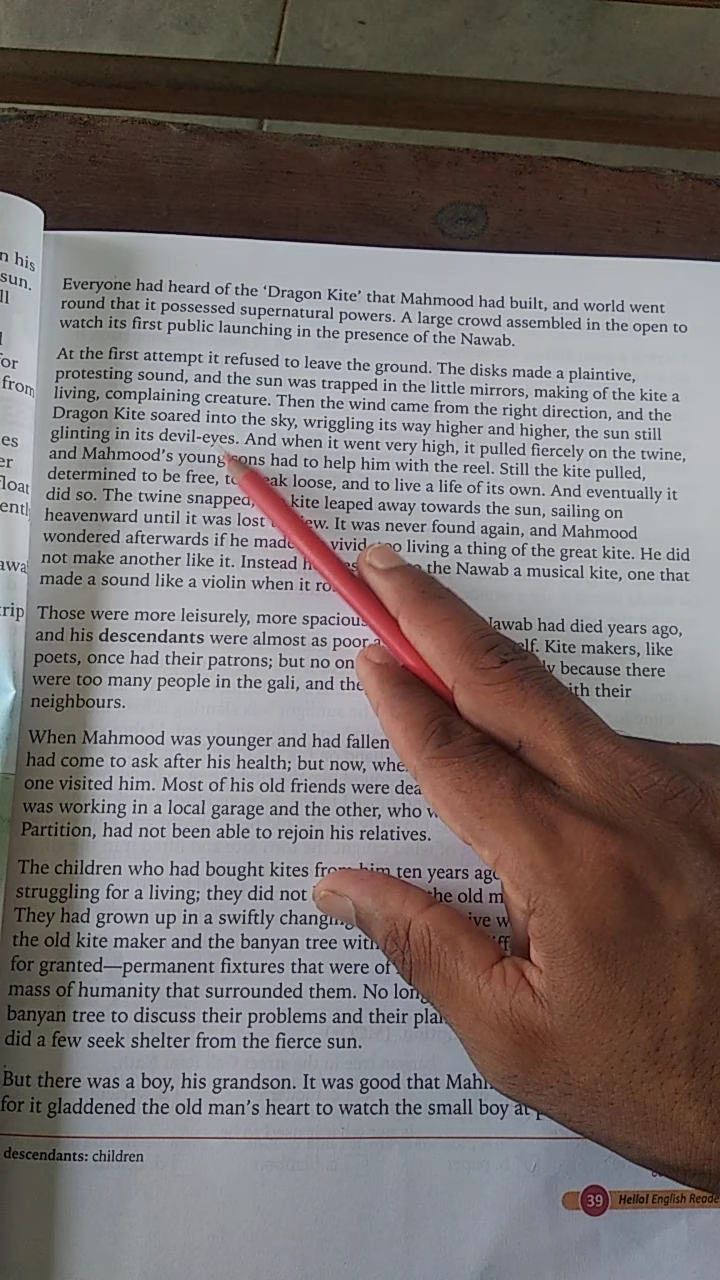 n his
sun.
ll
or
from
es
er
float
ently
awa
trip
Everyone had heard of the 'Dragon Kite' that Mahmood had built, and world went
round that it possessed supernatural powers. A large crowd assembled in the open to
watch its first public launching in the presence of the Nawab.
At the first attempt it refused to leave the ground. The disks made a plaintive,
protesting sound, and the sun was trapped in the little mirrors, making of the kite a
living, complaining creature. Then the wind came from the right direction, and the
Dragon Kite soared into the sky, wriggling its way higher and higher, the sun still
glinting in its devil-eyes. And when it went very high, it pulled fiercely on the twine,
and Mahmood's young sons had to help him with the reel. Still the kite pulled,
determined to be free, to break loose, and to live a life of its own. And eventually it
did so. The twine snapped, kite leaped away towards the sun, sailing on
heavenward until it was lost iew. It was never found again, and Mahmood
wondered afterwards if he made vivid, too living a thing of the great kite. He did
not make another like it. Instead the Nawab a musical kite, one that
made a sound like a violin when it ro
Those were more leisurely, more spacious Nawab had died years ago,
and his descendants were almost as poor elf. Kite makers, like
poets, once had their patrons; but no on ly because there
were too many people in the gali, and the with their
neighbours.
When Mahmood was younger and had fallen
had come to ask after his health; but now, whe
one visited him. Most of his old friends were dea
was working in a local garage and the other, who w
Partition, had not been able to rejoin his relatives.
The children who had bought kites from him ten years ago
struggling for a living; they did not the old m
They had grown up in a swiftly changing ive w
the old kite maker and the banyan tree with iff
for granted—permanent fixtures that were of
mass of humanity that surrounded them. No long
banyan tree to discuss their problems and their plan
did a few seek shelter from the fierce sun.
But there was a boy, his grandson. It was good that Mahm
for it gladdened the old man's heart to watch the small boy at p
descendants: children
39 Hello! English Reade